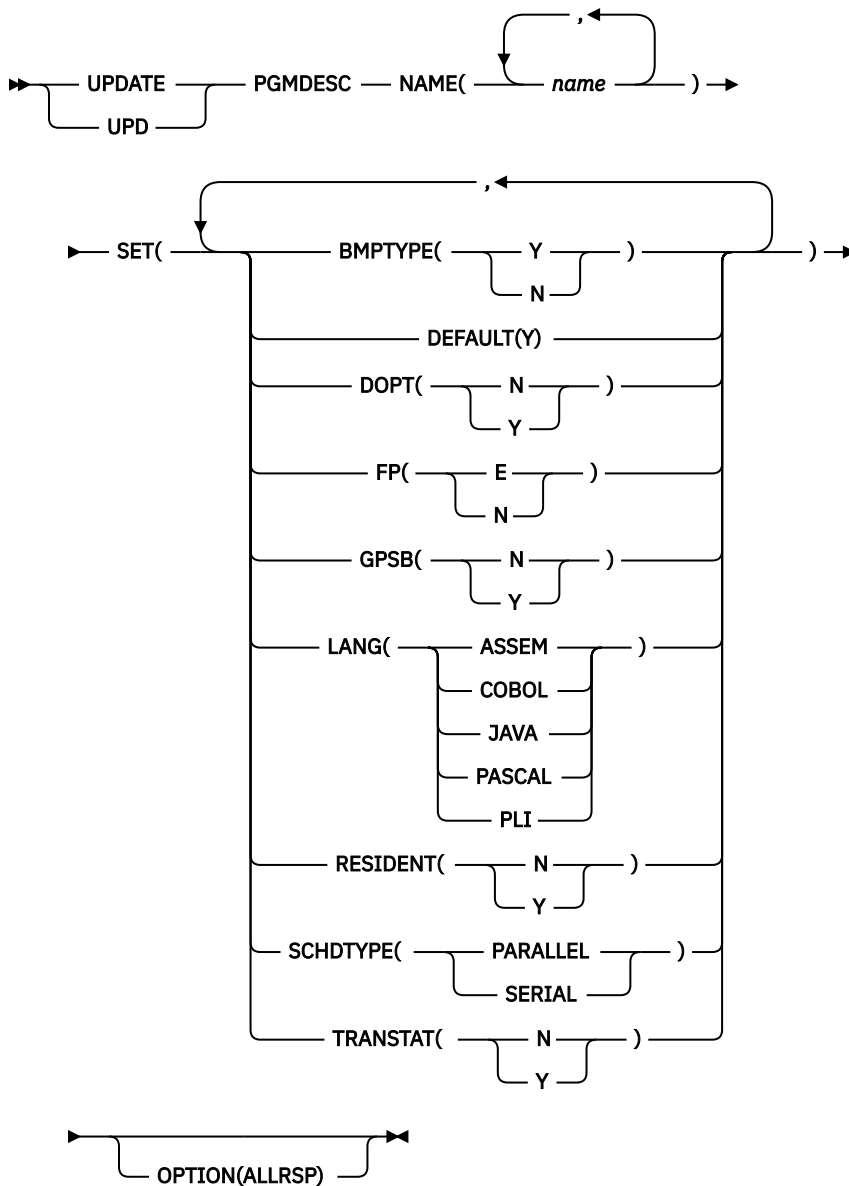 ,
UPDATE PGMDESC NAME( name )
UPD
,
SET( BMPTYPE( Y ) )
N
DEFAULT(Y)
DOPT( N )
Y
FP( E )
N
GPSB( N )
Y
LANG( ASSEM )
COBOL
JAVA
PASCAL
PLI
RESIDENT( N )
Y
SCHDTYPE( PARALLEL )
SERIAL
TRANSTAT( N )
Y
OPTION(ALLRSP)